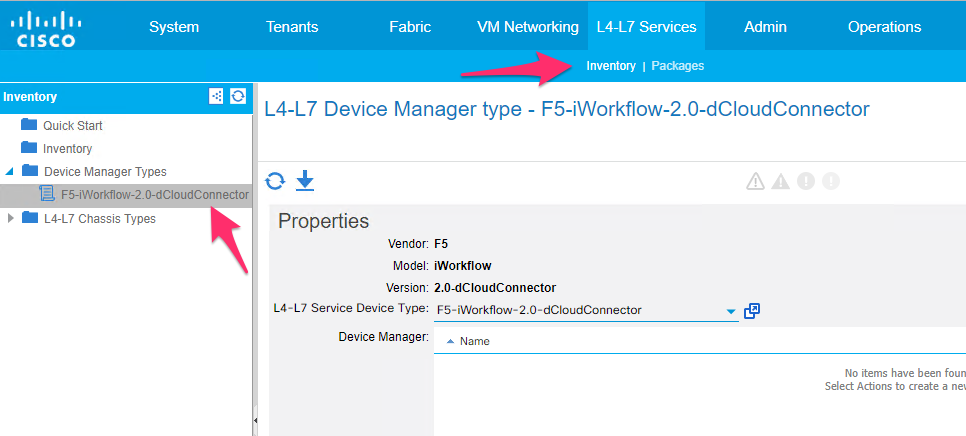 CISCO
System Tenants Fabric VM Networking L4-L7 Services Admin Operations
Inventory | Packages
Inventory
Quick Start
Inventory
Device Manager Types
F5-iWorkflow-2.0-dCloudConnector
L4-L7 Chassis Types
L4-L7 Device Manager type - F5-iWorkflow-2.0-dCloudConnector
Properties
Vendor: F5
Model: iWorkflow
Version: 2.0-dCloudConnector
L4-L7 Service Device Type: F5-iWorkflow-2.0-dCloudConnector
Device Manager: Name
No items have been foun
Select Actions to create a new